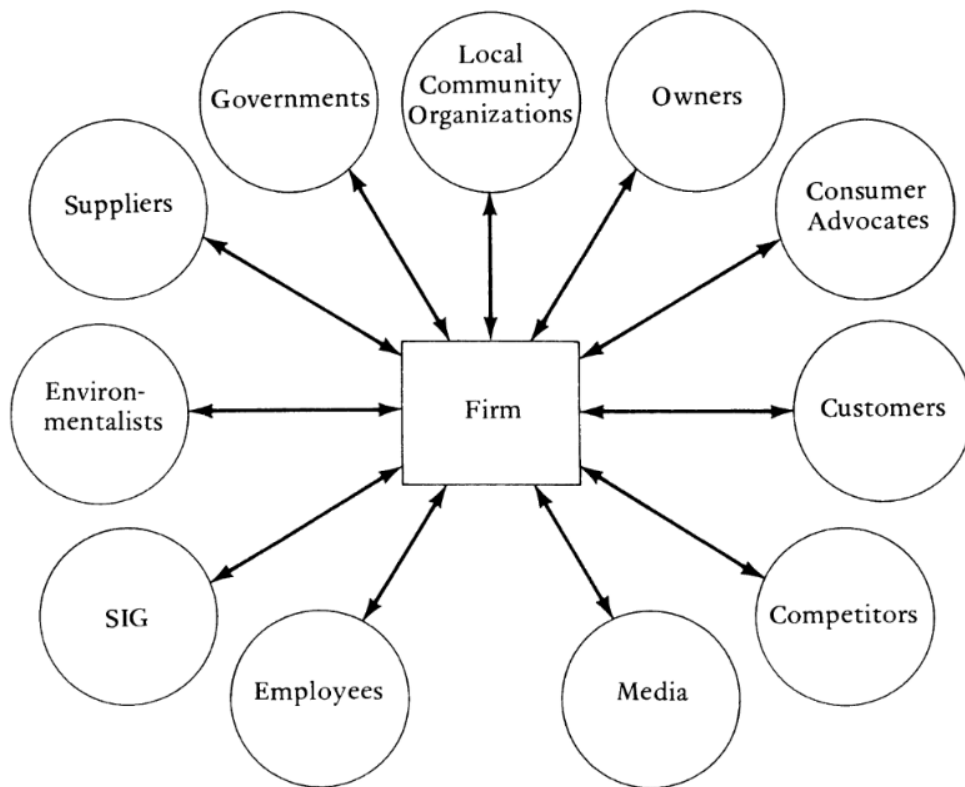 Governments
Local
Community
Organizations
Owners
Suppliers
Consumer
Advocates
Environ-
mentalists
Firm
Customers
SIG
Employees
Media
Competitors